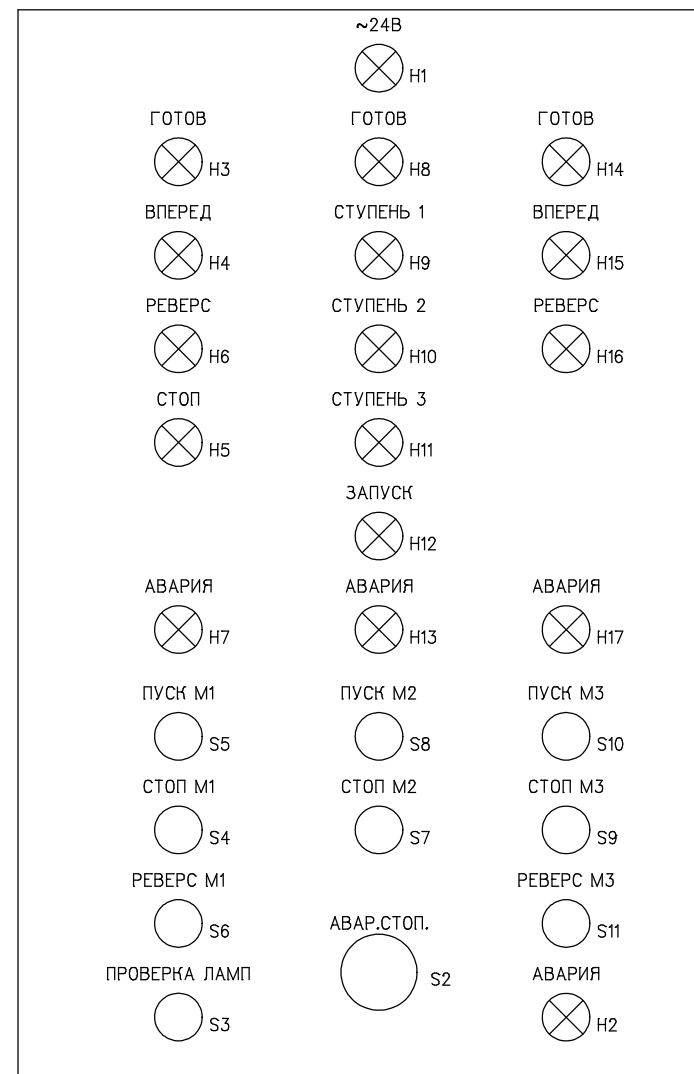 ~24В
H1
ГОТОВ ГОТОВ ГОТОВ
H3 H8 H14
ВПЕРЕД СТУПЕНЬ 1 ВПЕРЕД
H4 H9 H15
РЕВЕРС СТУПЕНЬ 2 РЕВЕРС
H6 H10 H16
СТОП СТУПЕНЬ 3
H5 H11
ЗАПУСК
H12
АВАРИЯ АВАРИЯ АВАРИЯ
H7 H13 H17
ПУСК М1 ПУСК М2 ПУСК М3
S5 S8 S10
СТОП М1 СТОП М2 СТОП М3
S4 S7 S9
РЕВЕРС М1 РЕВЕРС М3
S6 S11
АВАР.СТОП.
S2
ПРОВЕРКА ЛАМП АВАРИЯ
S3 H2